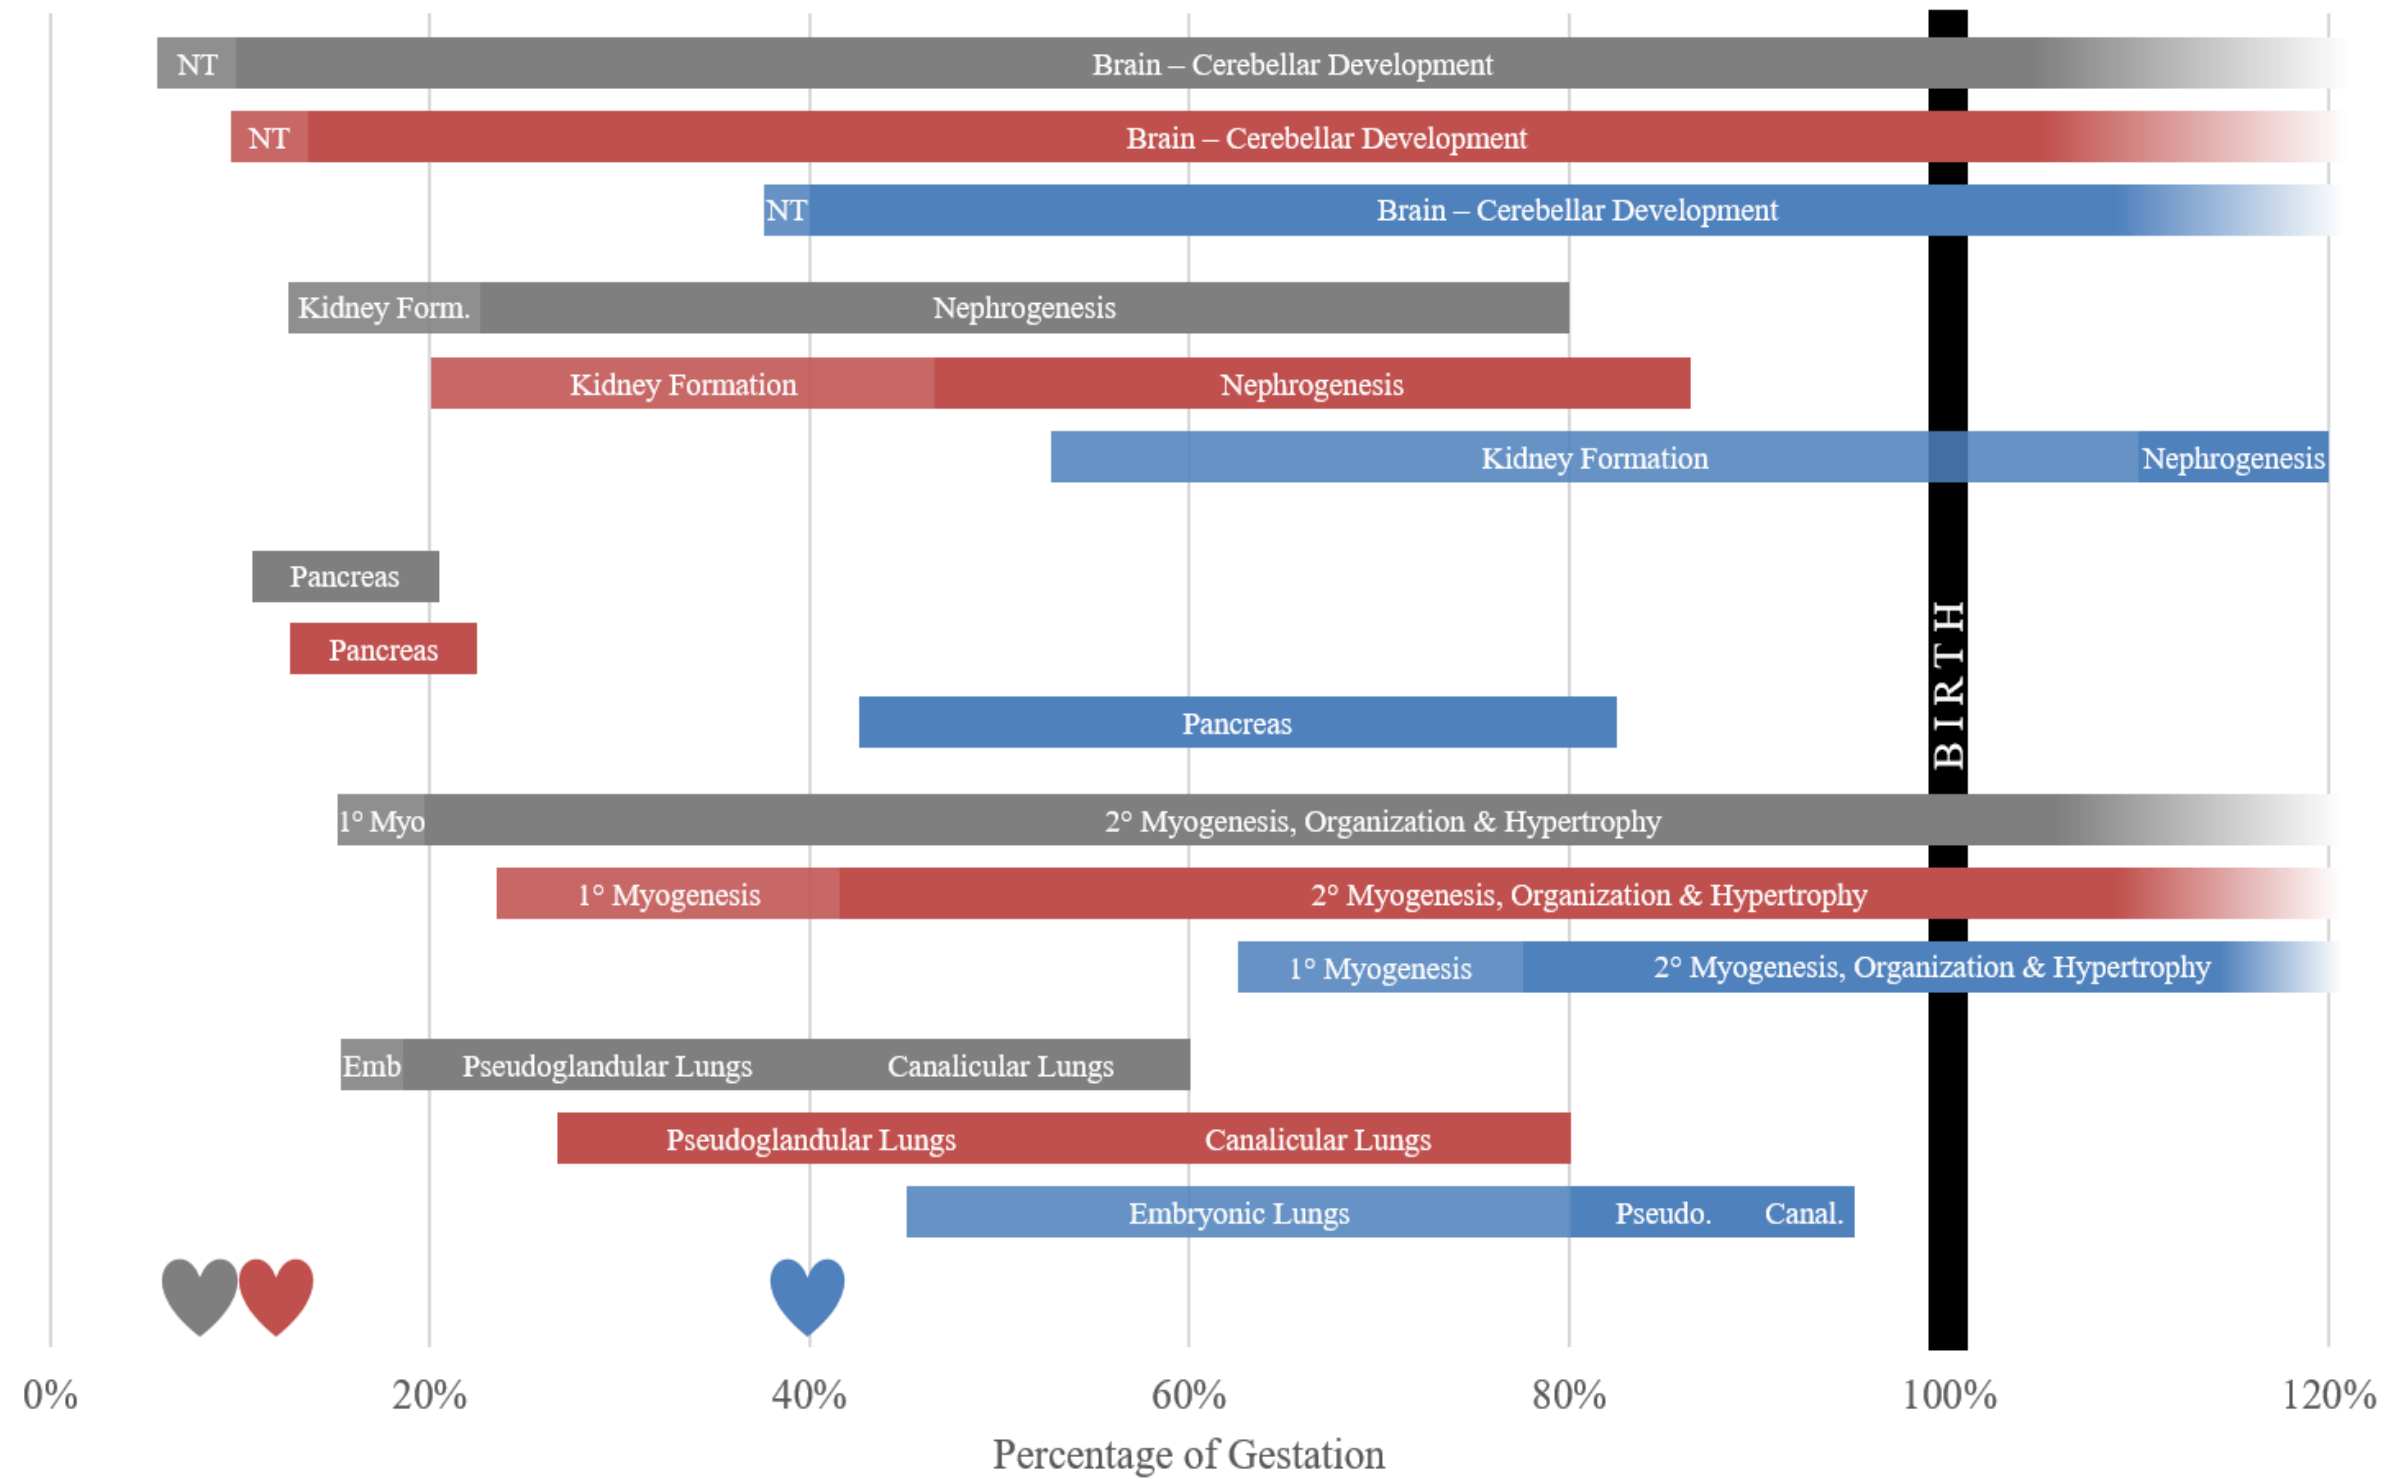 NT Brain – Cerebellar Development
NT Brain – Cerebellar Development
NT Brain – Cerebellar Development
Kidney Form. Nephrogenesis
Kidney Formation Nephrogenesis
Kidney Formation Nephrogenesis
Pancreas
Pancreas
Pancreas
BIRTH
1° Myo 2° Myogenesis, Organization & Hypertrophy
1° Myogenesis 2° Myogenesis, Organization & Hypertrophy
1° Myogenesis 2° Myogenesis, Organization & Hypertrophy
Emb Pseudoglandular Lungs Canalicular Lungs
Pseudoglandular Lungs Canalicular Lungs
Embryonic Lungs Pseudo. Canal.
0% 20% 40% 60% 80% 100% 120%
Percentage of Gestation